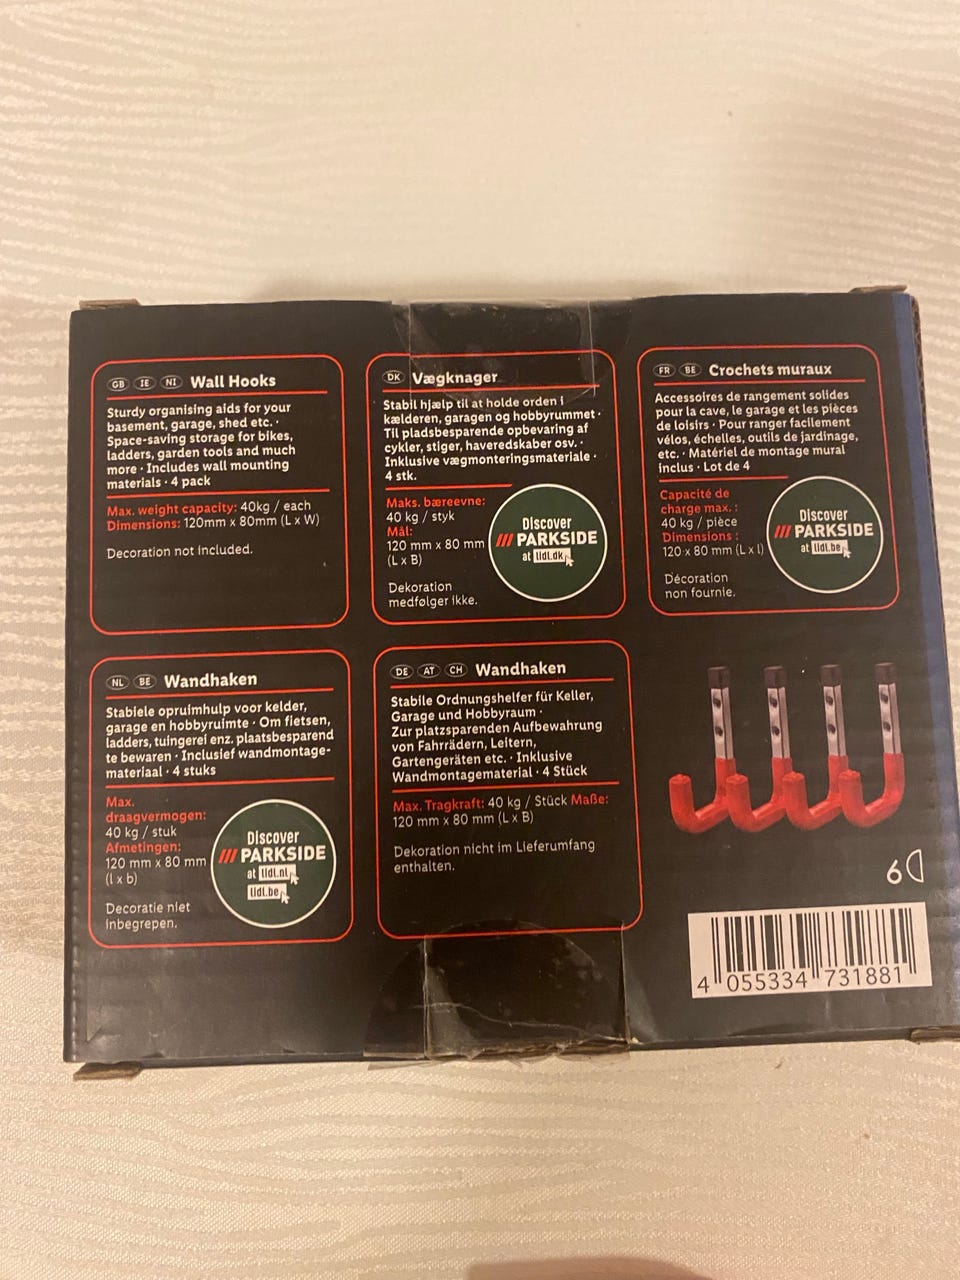 GB IE NI Wall Hooks
Sturdy organising aids for your
basement, garage, shed etc. ·
Space-saving storage for bikes,
ladders, garden tools and much
more · Includes wall mounting
materials · 4 pack
Max. weight capacity: 40kg / each
Dimensions: 120mm x 80mm (L x W)
Decoration not included.
DK Vægknager
Stabil hjælp til at holde orden i
kælderen, garagen og hobbyrummet ·
Til pladsbesparende opbevaring af
cykler, stiger, haveredskaber osv. ·
Inklusive vægmonteringsmateriale ·
4 stk.
Maks. bæreevne:
40 kg / styk
Mål:
120 mm x 80 mm
(L x B)
Dekoration
medfølger ikke.
Discover
PARKSIDE
at lidl.dk
FR BE Crochets muraux
Accessoires de rangement solides
pour la cave, le garage et les pièces
de loisirs · Pour ranger facilement
vélos, échelles, outils de jardinage,
etc. · Matériel de montage mural
inclus · Lot de 4
Capacité de
charge max. :
40 kg / pièce
Dimensions :
120 x 80 mm (L x l)
Décoration
non fournie.
Discover
PARKSIDE
at lidl.be
NL BE Wandhaken
Stabiele opruimhulp voor kelder,
garage en hobbyruimte · Om fietsen,
ladders, tuingerei enz. plaatsbesparend
te bewaren · Inclusief wandmontage-
materiaal · 4 stuks
Max.
draagvermogen:
40 kg / stuk
Afmetingen:
120 mm x 80 mm
(l x b)
Decoratie niet
inbegrepen.
Discover
PARKSIDE
at lidl.nl
lidl.be
DE AT CH Wandhaken
Stabile Ordnungshelfer für Keller,
Garage und Hobbyraum ·
Zur platzsparenden Aufbewahrung
von Fahrrädern, Leitern,
Gartengeräten etc. · Inklusive
Wandmontagematerial · 4 Stück
Max. Tragkraft: 40 kg / Stück Maße:
120 mm x 80 mm (L x B)
Dekoration nicht im Lieferumfang
enthalten.
6
4 055334 731881